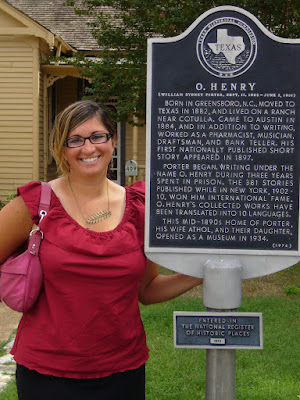 TEXAS
O. HENRY
(WILLIAM SYDNEY PORTER, SEPT. 11, 1862 – JUNE 5, 1910)
BORN IN GREENSBORO, N.C., MOVED TO
TEXAS IN 1882, AND LIVED ON A RANCH
NEAR COTULLA. CAME TO AUSTIN IN
1884, AND IN ADDITION TO WRITING,
WORKED AS A PHARMACIST, MUSICIAN,
DRAFTSMAN, AND BANK TELLER. HIS
FIRST NATIONALLY PUBLISHED SHORT
STORY APPEARED IN 1897.
PORTER BEGAN WRITING UNDER THE
NAME O. HENRY DURING THREE YEARS
SPENT IN PRISON. THE 381 STORIES
PUBLISHED WHILE IN NEW YORK, 1902-
10, WON HIM INTERNATIONAL FAME.
O. HENRY'S COLLECTED WORKS HAVE
BEEN TRANSLATED INTO 10 LANGUAGES.
THIS MID-1890s HOME OF PORTER,
HIS WIFE ATHOL, AND THEIR DAUGHTER,
OPENED AS A MUSEUM IN 1934.
409
ENTERED IN
THE NATIONAL REGISTER
OF HISTORIC PLACES